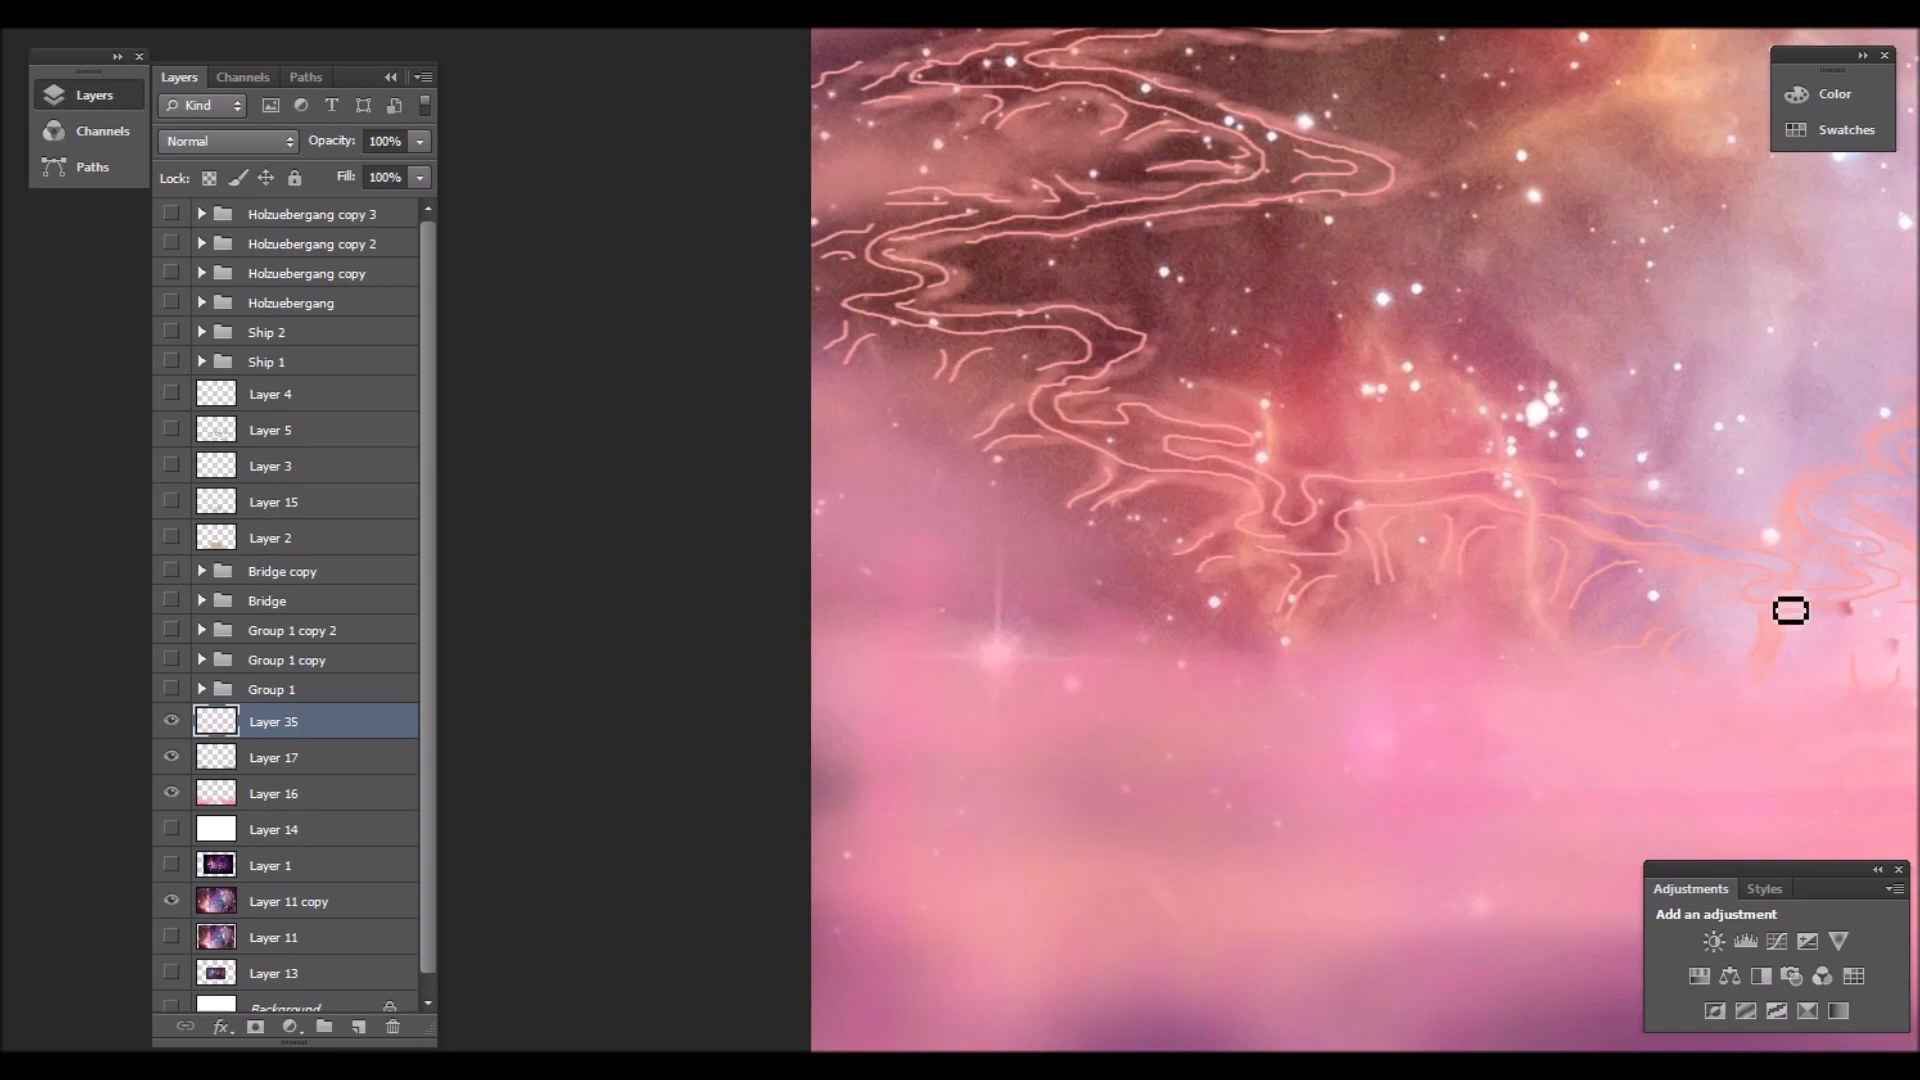 Layers
Channels
Paths
Layers
Channels
Paths
Kind
Normal
Opacity:
100%
Lock:
Fill:
100%
Holzuebergang copy 3
Holzuebergang copy 2
Holzuebergang copy
Holzuebergang
Ship 2
Ship 1
Layer 4
Layer 5
Layer 3
Layer 15
Layer 2
Bridge copy
Bridge
Group 1 copy 2
Group 1 copy
Group 1
Layer 35
Layer 17
Layer 16
Layer 14
Layer 1
Layer 11 copy
Layer 11
Layer 13
Background
fx
Color
Swatches
Adjustments
Styles
Add an adjustment